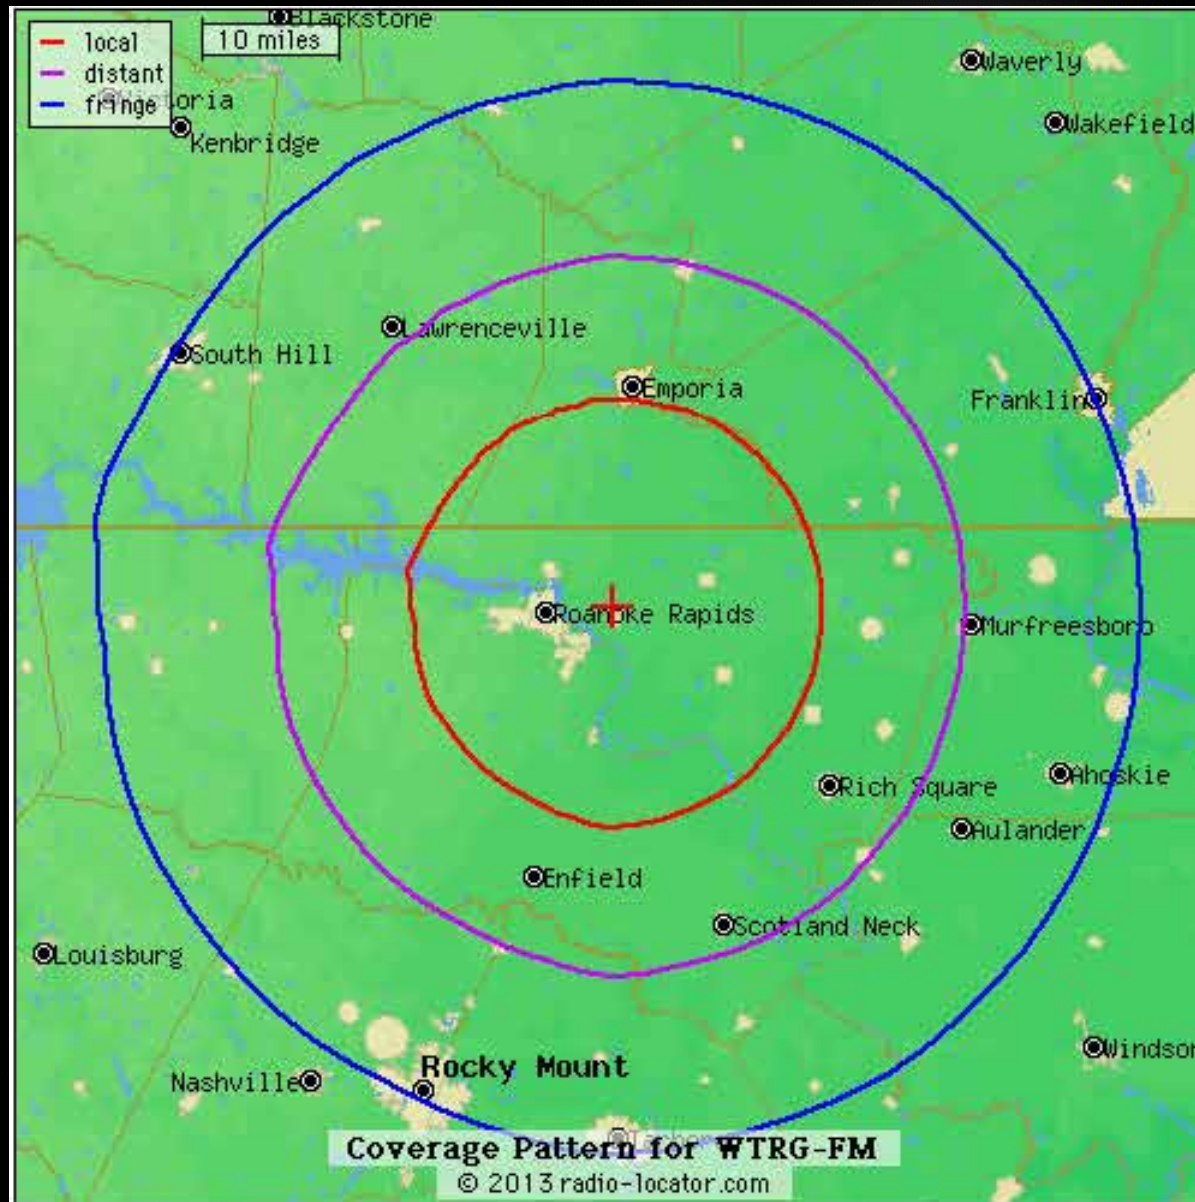 Blackstone
local
10 miles
distant
Waverly
fringe
Victoria
Wakefield
Kenbridge
Lawrenceville
South Hill
Emporia
Franklin
Roanoke Rapids
Murfreesboro
Ahoskie
Rich Square
Aulander
Enfield
Scotland Neck
Louisburg
Windsor
Rocky Mount
Nashville
Coverage Pattern for WTRG-FM
© 2013 radio-locator.com